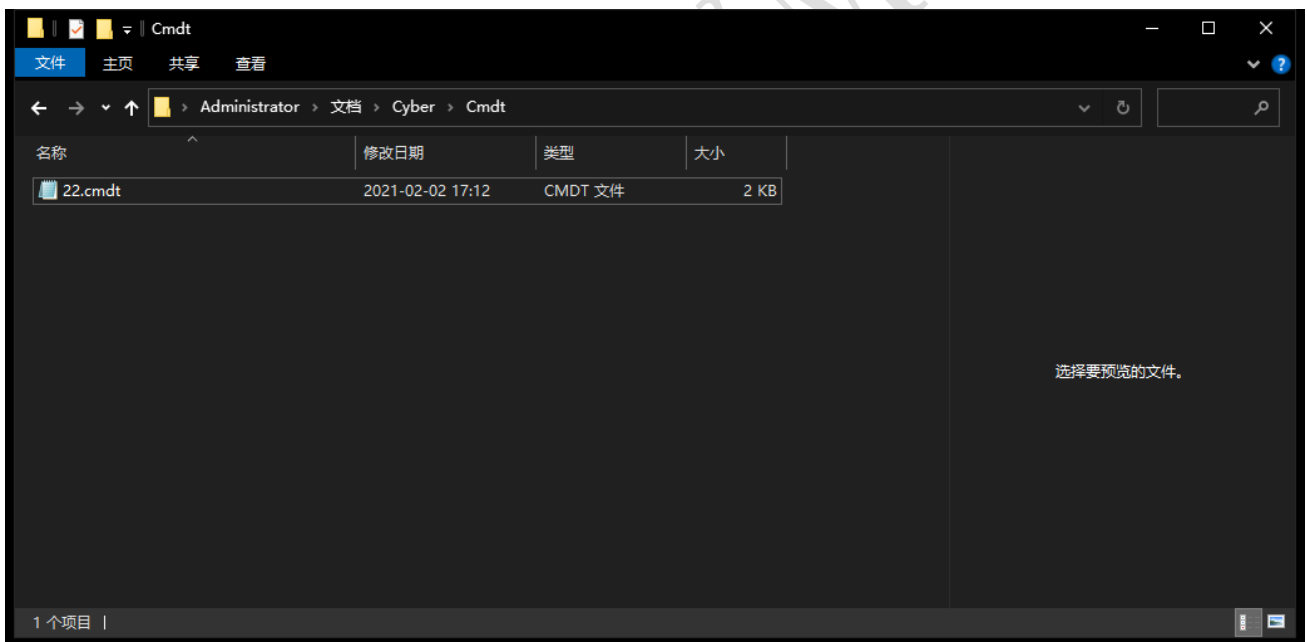 Cmdt
文件 主页 共享 查看
Administrator > 文档 > Cyber > Cmdt
名称 修改日期 类型 大小
22.cmdt 2021-02-02 17:12 CMDT 文件 2 KB
选择要预览的文件。
1 个项目